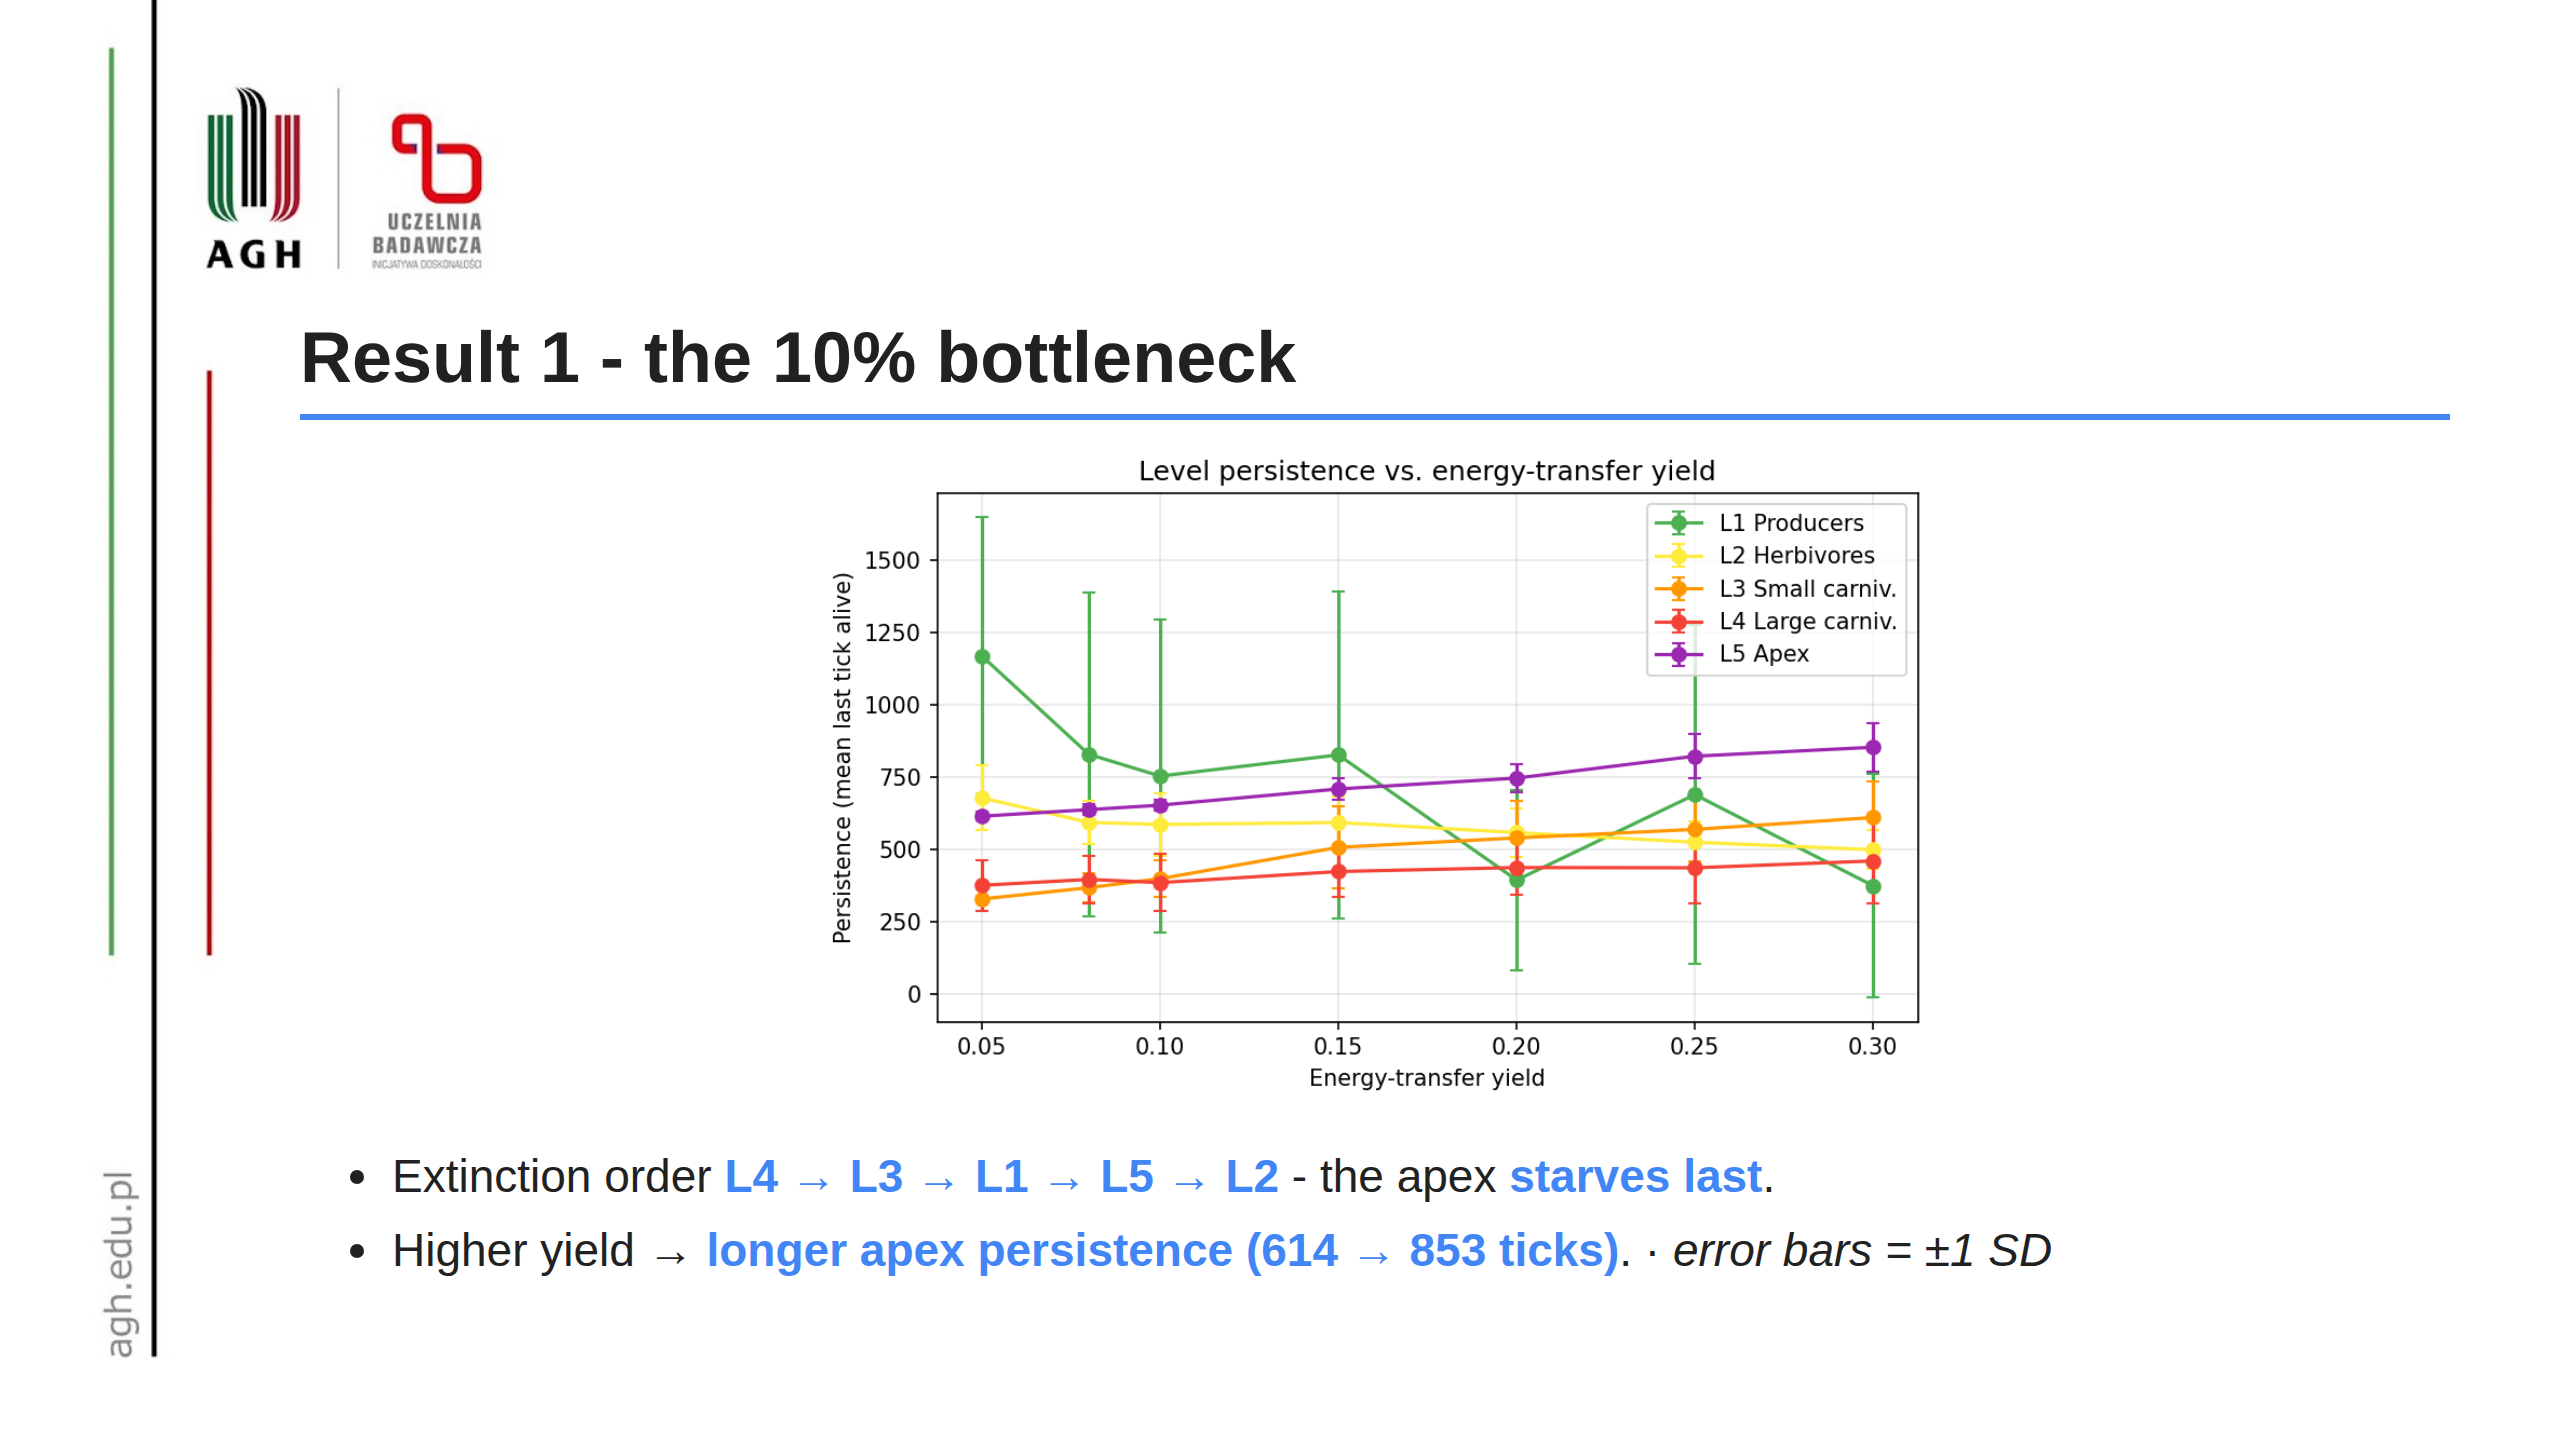 AGH
UCZELNIA
BADAWCZA
INICJATYWA DOSKONAŁOŚCI
Result 1 - the 10% bottleneck
Level persistence vs. energy-transfer yield
L1 Producers
L2 Herbivores
L3 Small carniv.
L4 Large carniv.
L5 Apex
Persistence (mean last tick alive)
1500
1250
1000
750
500
250
0
0.05 0.10 0.15 0.20 0.25 0.30
Energy-transfer yield
• Extinction order L4 → L3 → L1 → L5 → L2 - the apex starves last.
• Higher yield → longer apex persistence (614 → 853 ticks). · error bars = ±1 SD
agh.edu.pl